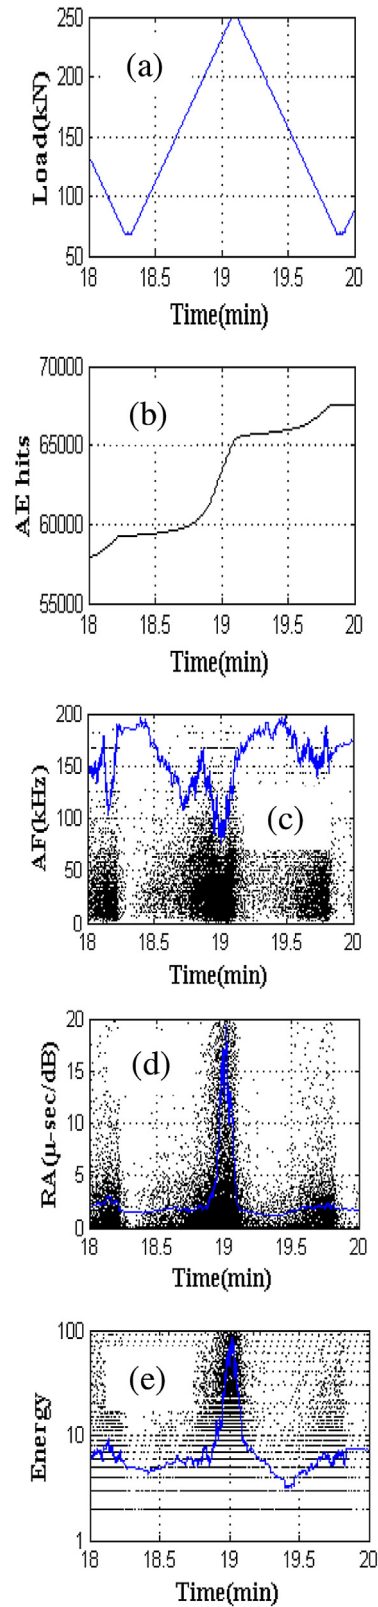 250
200
150
100
50
Load(kN)
(a)
18 18.5 19 19.5 20
Time(min)
70000
65000
60000
55000
AE hits
(b)
18 18.5 19 19.5 20
Time(min)
200
150
100
50
0
AF(kHz)
(c)
18 18.5 19 19.5 20
Time(min)
20
15
10
5
0
RA(μ-sec/dB)
(d)
18 18.5 19 19.5 20
Time(min)
100
10
1
Energy
(e)
18 18.5 19 19.5 20
Time(min)